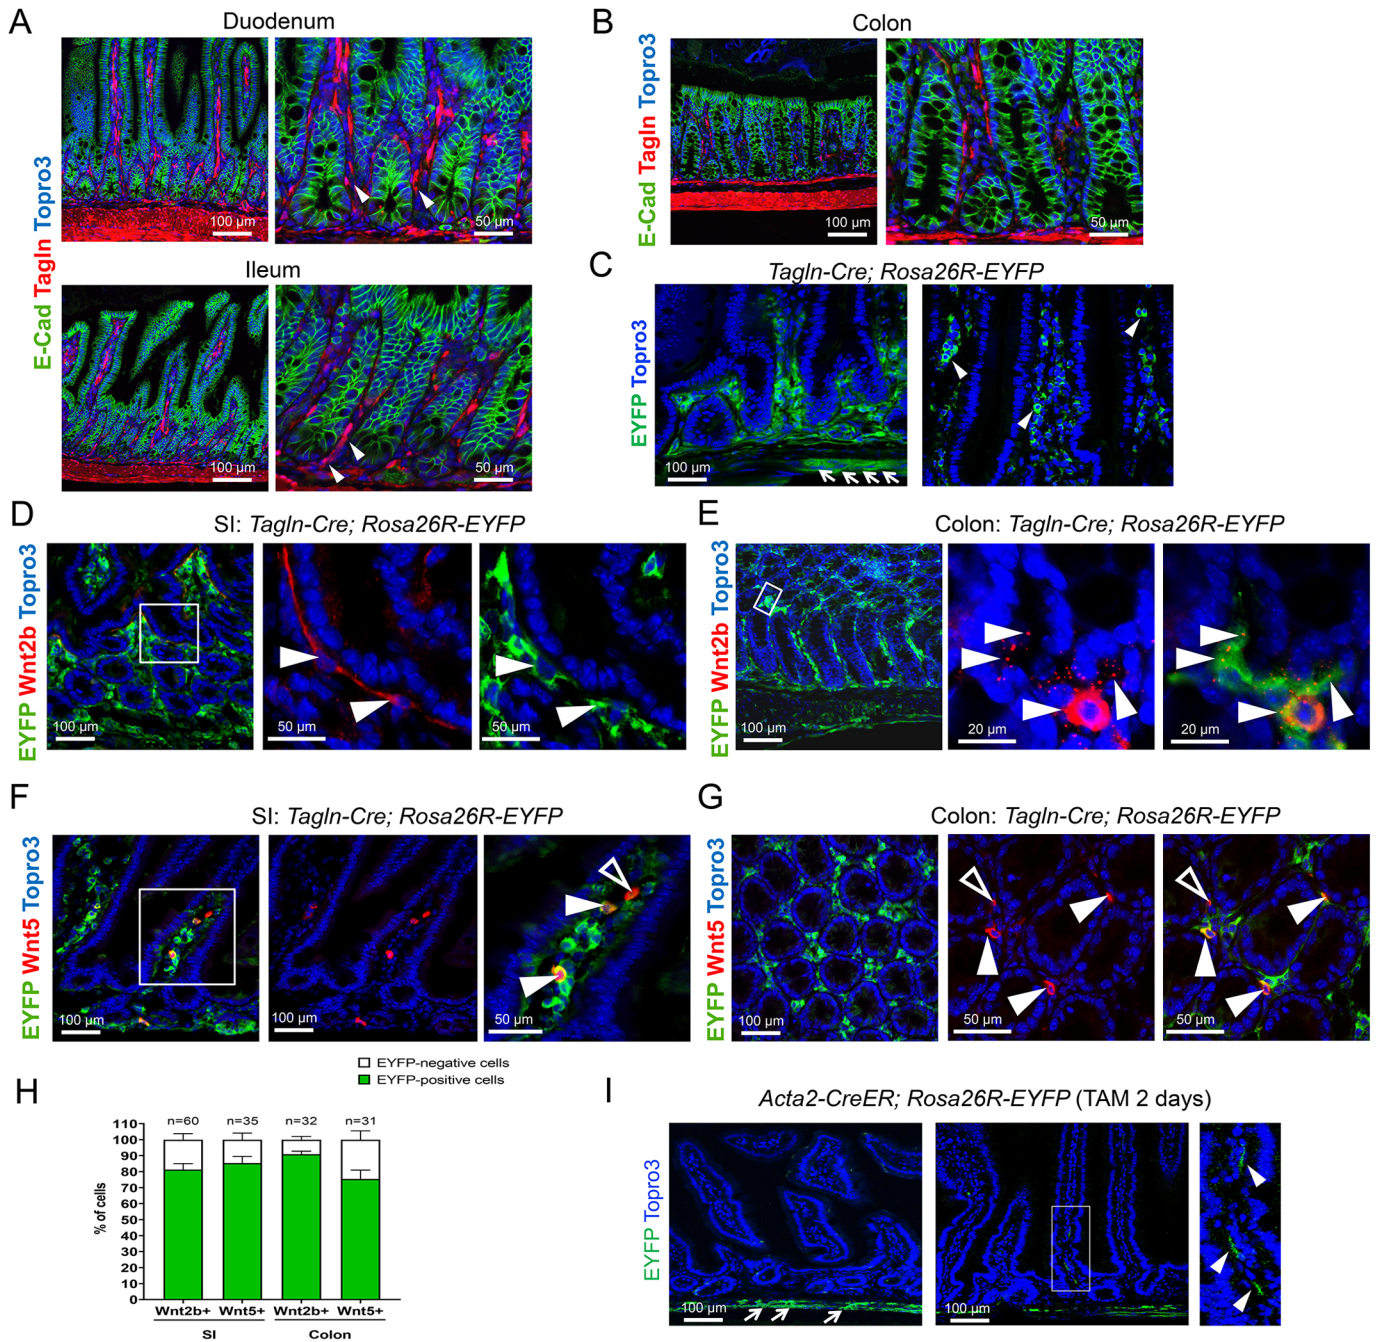 A
Duodenum
E-Cad Tagln Topro3
100 µm
50 µm
Ileum
100 µm
50 µm
B
Colon
E-Cad Tagln Topro3
100 µm
50 µm
C
Tagln-Cre; Rosa26R-EYFP
EYFP Topro3
100 µm
D
SI: Tagln-Cre; Rosa26R-EYFP
EYFP Wnt2b Topro3
100 µm
50 µm
50 µm
E
Colon: Tagln-Cre; Rosa26R-EYFP
EYFP Wnt2b Topro3
100 µm
20 µm
20 µm
F
SI: Tagln-Cre; Rosa26R-EYFP
EYFP Wnt5 Topro3
100 µm
100 µm
50 µm
G
Colon: Tagln-Cre; Rosa26R-EYFP
EYFP Wnt5 Topro3
100 µm
50 µm
50 µm
H
EYFP-negative cells
EYFP-positive cells
n=60 n=35 n=32 n=31
% of cells
110
100
90
80
70
60
50
40
30
20
10
0
Wnt2b+ Wnt5+ Wnt2b+ Wnt5+
SI Colon
I
Acta2-CreER; Rosa26R-EYFP (TAM 2 days)
EYFP Topro3
100 µm
100 µm